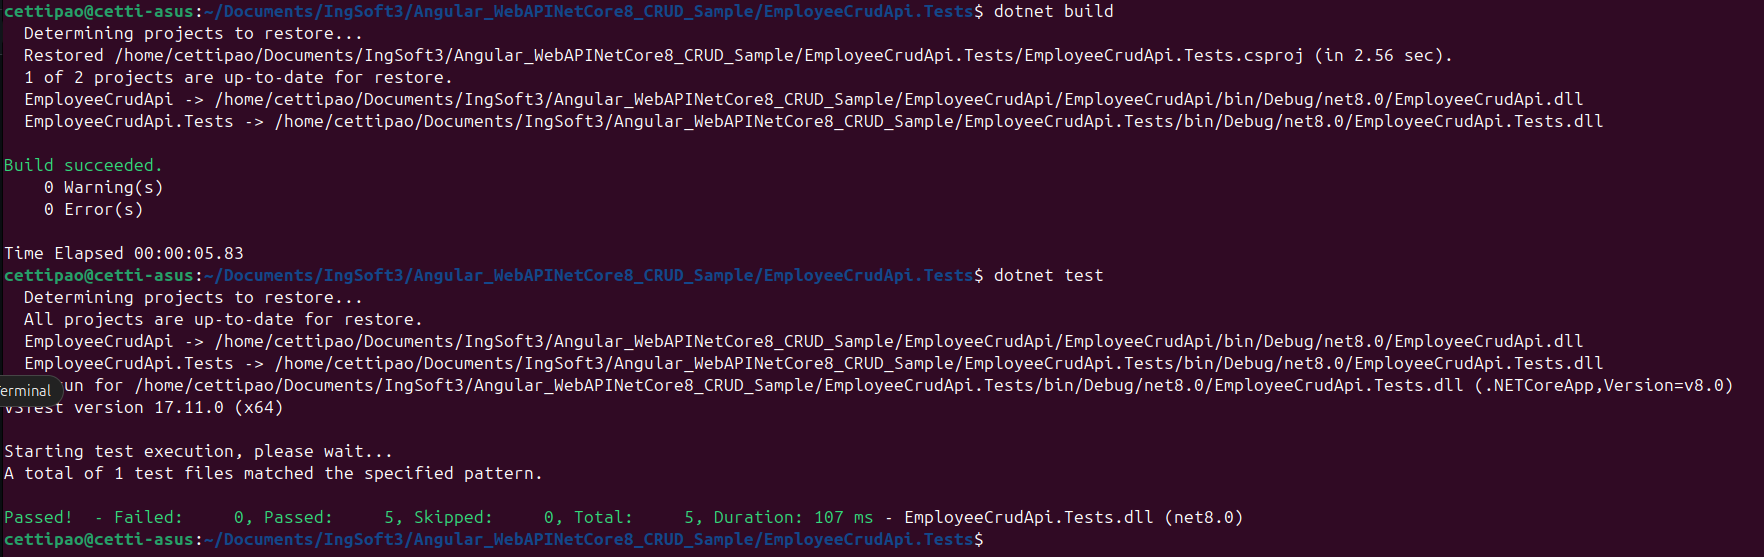 cettipao@cetti-asus:~/Documents/IngSoft3/Angular_WebAPINetCore8_CRUD_Sample/EmployeeCrudApi.Tests$ dotnet build
  Determining projects to restore...
  Restored /home/cettipao/Documents/IngSoft3/Angular_WebAPINetCore8_CRUD_Sample/EmployeeCrudApi.Tests/EmployeeCrudApi.Tests.csproj (in 2.56 sec).
  1 of 2 projects are up-to-date for restore.
  EmployeeCrudApi -> /home/cettipao/Documents/IngSoft3/Angular_WebAPINetCore8_CRUD_Sample/EmployeeCrudApi/EmployeeCrudApi/bin/Debug/net8.0/EmployeeCrudApi.dll
  EmployeeCrudApi.Tests -> /home/cettipao/Documents/IngSoft3/Angular_WebAPINetCore8_CRUD_Sample/EmployeeCrudApi.Tests/bin/Debug/net8.0/EmployeeCrudApi.Tests.dll
Build succeeded.
    0 Warning(s)
    0 Error(s)
Time Elapsed 00:00:05.83
cettipao@cetti-asus:~/Documents/IngSoft3/Angular_WebAPINetCore8_CRUD_Sample/EmployeeCrudApi.Tests$ dotnet test
  Determining projects to restore...
  All projects are up-to-date for restore.
  EmployeeCrudApi -> /home/cettipao/Documents/IngSoft3/Angular_WebAPINetCore8_CRUD_Sample/EmployeeCrudApi/EmployeeCrudApi/bin/Debug/net8.0/EmployeeCrudApi.dll
  EmployeeCrudApi.Tests -> /home/cettipao/Documents/IngSoft3/Angular_WebAPINetCore8_CRUD_Sample/EmployeeCrudApi.Tests/bin/Debug/net8.0/EmployeeCrudApi.Tests.dll
un for /home/cettipao/Documents/IngSoft3/Angular_WebAPINetCore8_CRUD_Sample/EmployeeCrudApi.Tests/bin/Debug/net8.0/EmployeeCrudApi.Tests.dll (.NETCoreApp,Version=v8.0)
erminal
VSTest version 17.11.0 (x64)
Starting test execution, please wait...
A total of 1 test files matched the specified pattern.
Passed!  - Failed:     0, Passed:     5, Skipped:     0, Total:     5, Duration: 107 ms - EmployeeCrudApi.Tests.dll (net8.0)
cettipao@cetti-asus:~/Documents/IngSoft3/Angular_WebAPINetCore8_CRUD_Sample/EmployeeCrudApi.Tests$